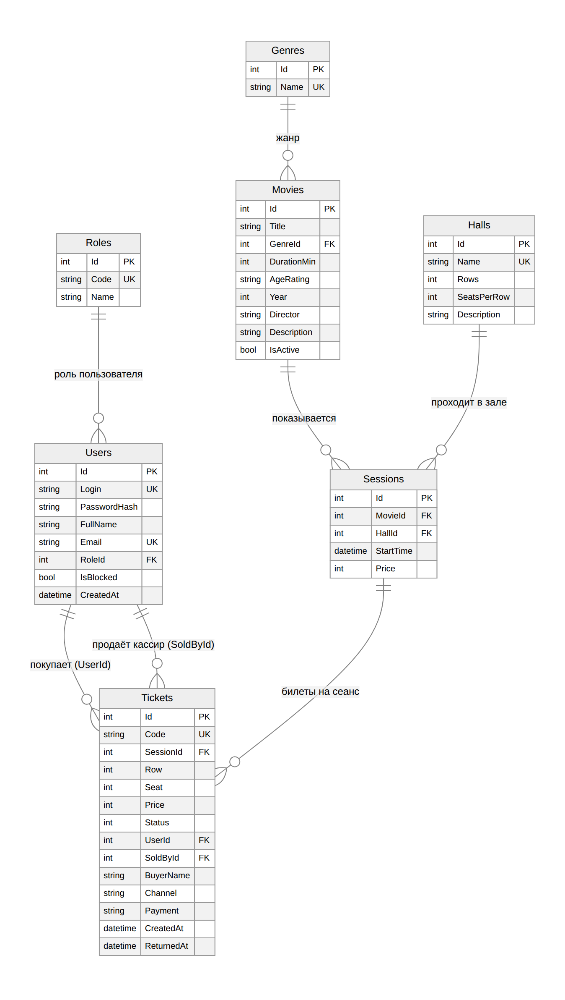 Genres
int Id PK
string Name UK
жанр
Movies
int Id PK
string Title
int GenreId FK
int DurationMin
string AgeRating
int Year
string Director
string Description
bool IsActive
Halls
int Id PK
string Name UK
int Rows
int SeatsPerRow
string Description
Roles
int Id PK
string Code UK
string Name
роль пользователя
показывается
проходит в зале
Users
int Id PK
string Login UK
string PasswordHash
string FullName
string Email UK
int RoleId FK
bool IsBlocked
datetime CreatedAt
Sessions
int Id PK
int MovieId FK
int HallId FK
datetime StartTime
int Price
продаёт кассир (SoldById)
покупает (UserId)
билеты на сеанс
Tickets
int Id PK
string Code UK
int SessionId FK
int Row
int Seat
int Price
int Status
int UserId FK
int SoldById FK
string BuyerName
string Channel
string Payment
datetime CreatedAt
datetime ReturnedAt